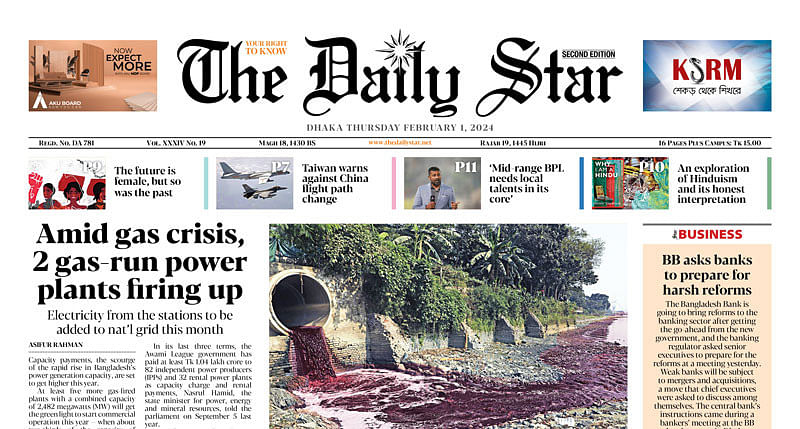 NOW
EXPECT
MORE
AKIJ BOARD
YOUR RIGHT
TO KNOW
The Daily Star
SECOND EDITION
KSRM
শেকড় থেকে শিখরে
DHAKA THURSDAY FEBRUARY 1, 2024
REGD. NO. DA 781
VOL. XXXIV NO. 19
MAGH 18, 1430 BS
www.thedailystar.net
RAJAB 19, 1445 HIJRI
16 PAGES PLUS CAMPUS: TK 15.00
P9
The future is
female, but so
was the past
P7
Taiwan warns
against China
flight path
change
P11
‘Mid-range BPL
needs local
talents in its
core’
WHY
I AM A
HINDU
P10
An exploration
of Hinduism
and its honest
interpretation
Amid gas crisis,
2 gas-run power
plants firing up
Electricity from the stations to be
added to nat’l grid this month
ASIFUR RAHMAN
Capacity payments, the scourge
of the rapid rise in Bangladesh’s
power generation capacity, are set
to get higher this year.
At least five more gas-fired
plants with a combined capacity
of 2,482 megawatts (MW) will get
the green light to start commercial
operation this year – when about
In its last three terms, the
Awami League government has
paid at least Tk 1.04 lakh crore to
82 independent power producers
(IPPs) and 32 rental power plants
as capacity charge and rental
payments, Nasrul Hamid, the
state minister for power, energy
and mineral resources, told the
parliament on September 5 last
year.
BUSINESS
BB asks banks
to prepare for
harsh reforms
The Bangladesh Bank is
going to bring reforms to the
banking sector after getting
the go ahead from the new
government, and the banking
regulator asked senior
executives to prepare for the
reforms at a meeting yesterday.
Weak banks will be subject
to mergers and acquisitions,
a move that chief executives
were asked to discuss among
themselves. The central bank’s
instructions came during a
bankers’ meeting at the BB